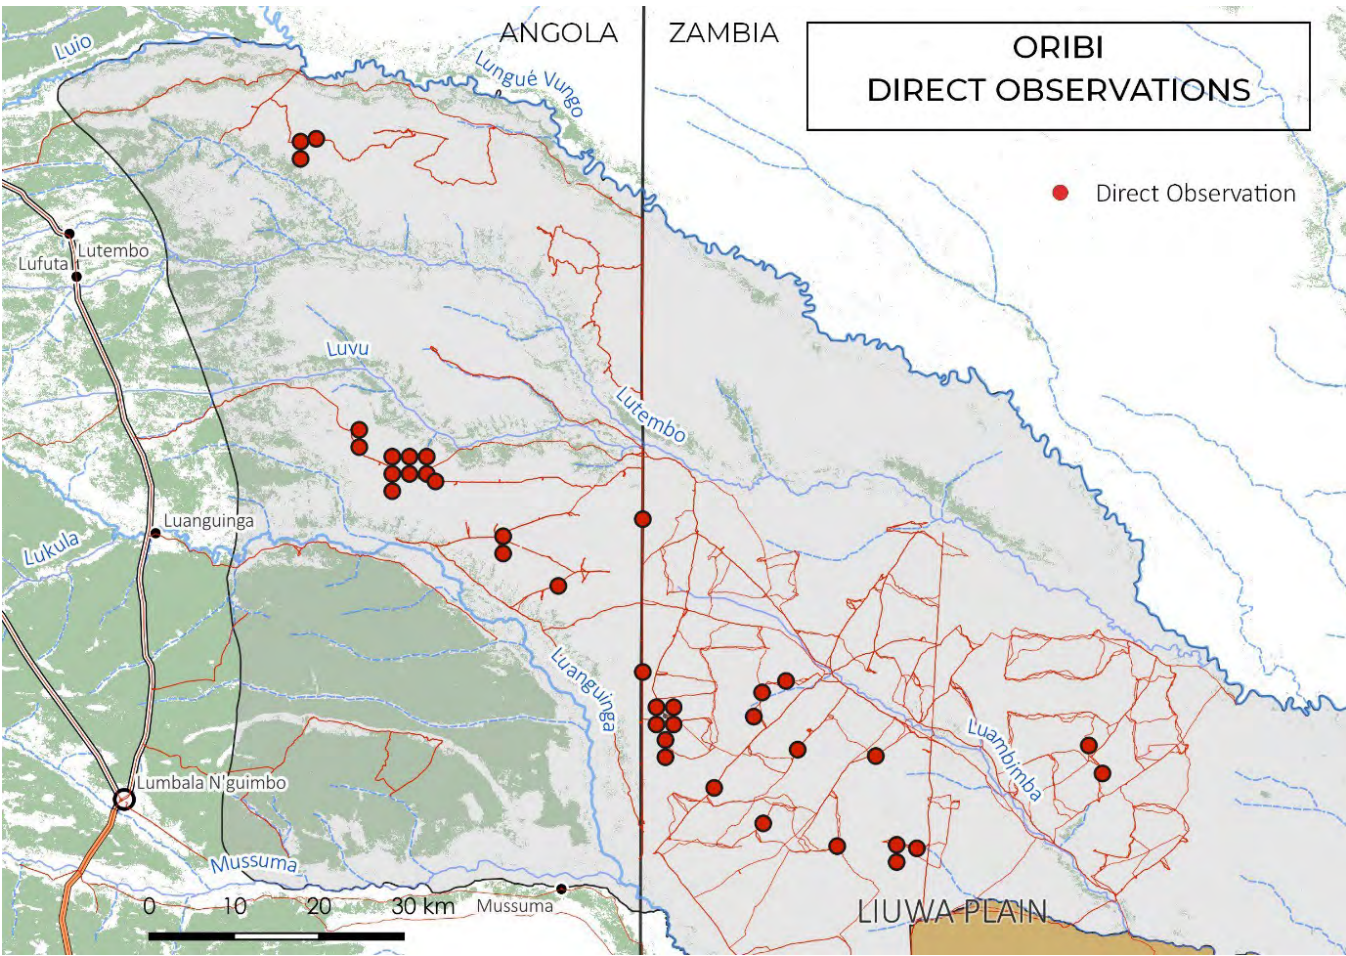 ANGOLA
ZAMBIA
ORIBI
DIRECT OBSERVATIONS
Direct Observation
Luio
Lungué Vungo
Lutembo
Lufuta
Luvu
Lutembo
Luanguinga
Lukula
Luanguinga
Luambimba
Lumbala N'guimbo
Mussuma
0 10 20 30 km
Mussuma
LIUWA PLAIN